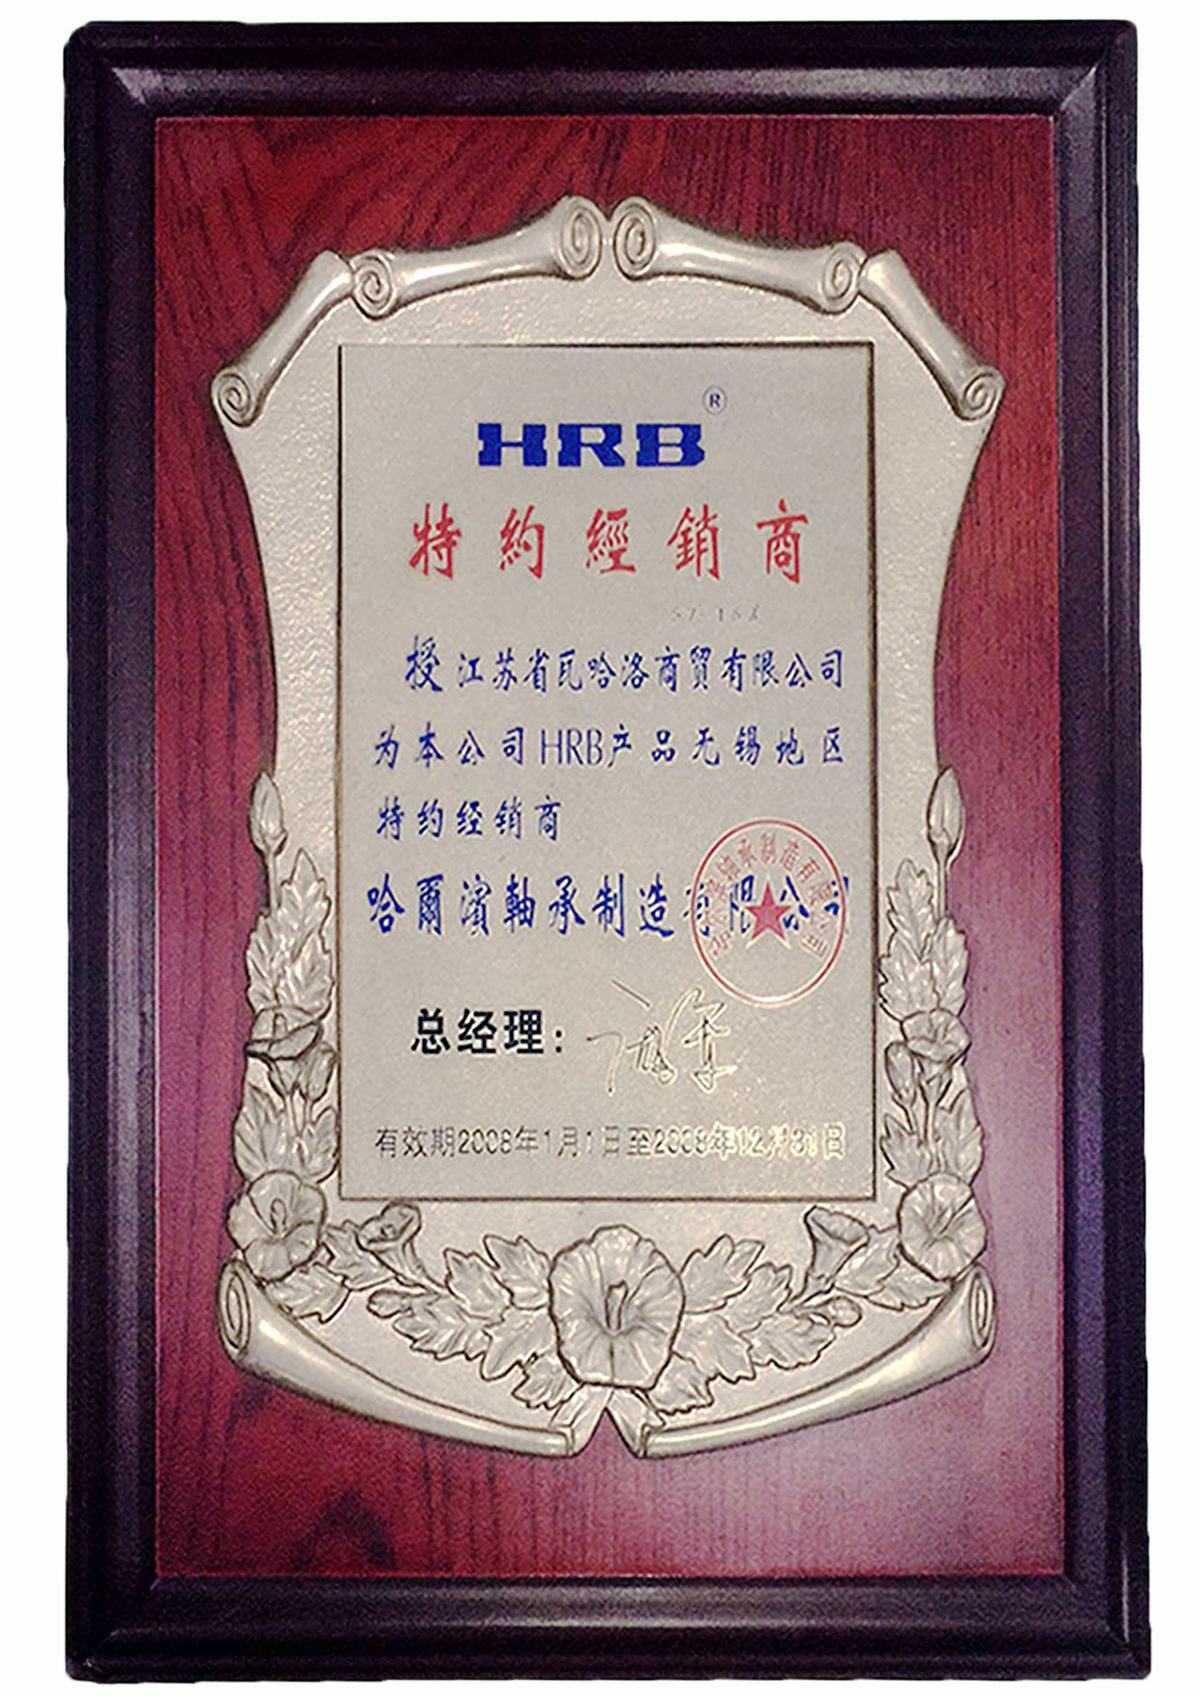 HRB®
特約經銷商
授江苏省瓦哈洛商貿有限公司
为本公司HRB产品无锡地区
特约经销商
哈爾濱軸承制造有限公司
总经理:
有效期2008年1月1日至2008年12月31日